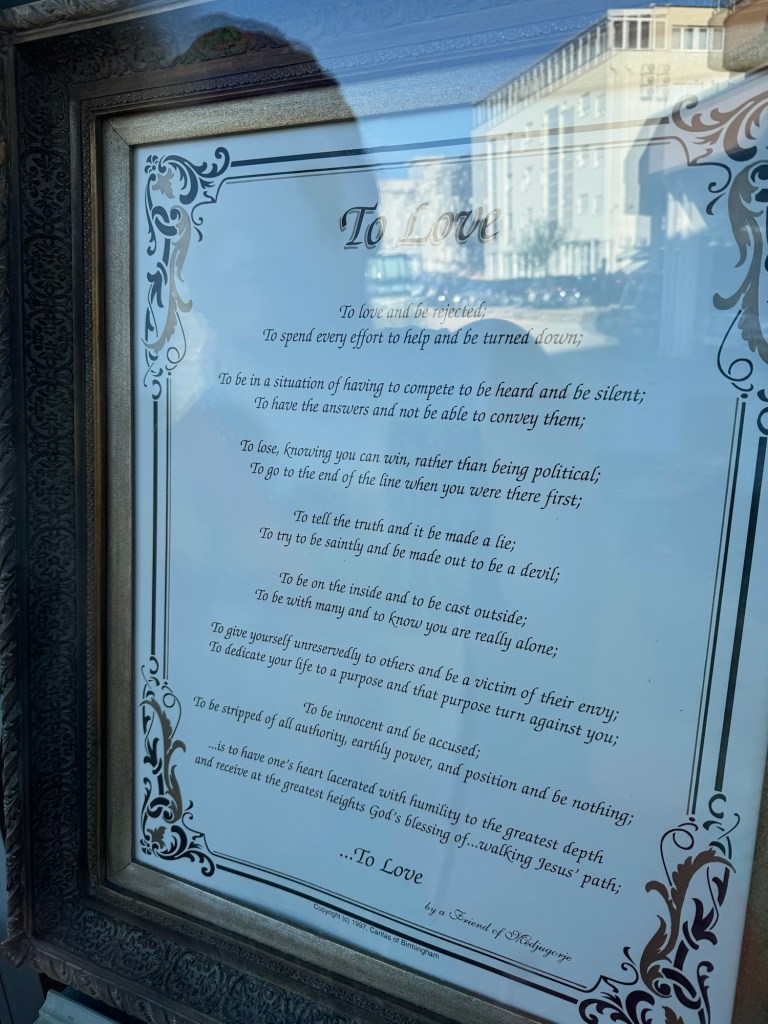 To Love
To love and be rejected;
To spend every effort to help and be turned down;
To be in a situation of having to compete to be heard and be silent;
To have the answers and not be able to convey them;
To lose, knowing you can win, rather than being political;
To go to the end of the line when you were there first;
To tell the truth and it be made a lie;
To try to be saintly and be made out to be a devil;
To be on the inside and to be cast outside;
To be with many and to know you are really alone;
To give yourself unreservedly to others and be a victim of their envy;
To dedicate your life to a purpose and that purpose turn against you;
To be innocent and be accused;
To be stripped of all authority, earthly power, and position and be nothing;
...is to have one's heart lacerated with humility to the greatest depth
and receive at the greatest heights God's blessing of...walking Jesus' path;
...To Love
by a Friend of Medjugorje
Copyright (c) 1997, Caritas of Birmingham